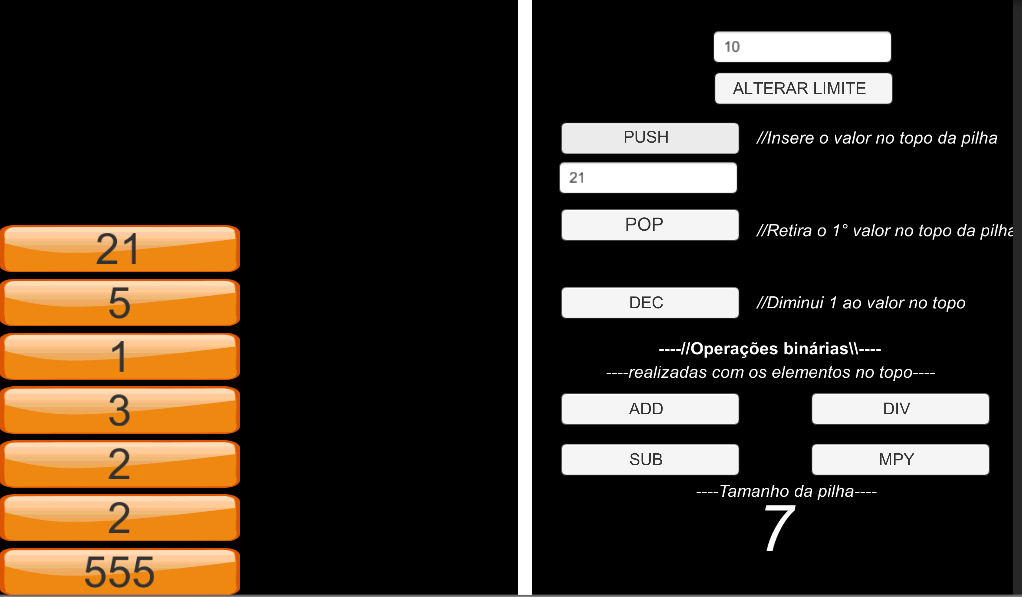 21
5
1
3
2
2
555
10
ALTERAR LIMITE
PUSH //Insere o valor no topo da pilha
21
POP //Retira o 1° valor no topo da pilha
DEC //Diminui 1 ao valor no topo
----//Operações binárias\\----
----realizadas com os elementos no topo----
ADD DIV
SUB MPY
----Tamanho da pilha----
7